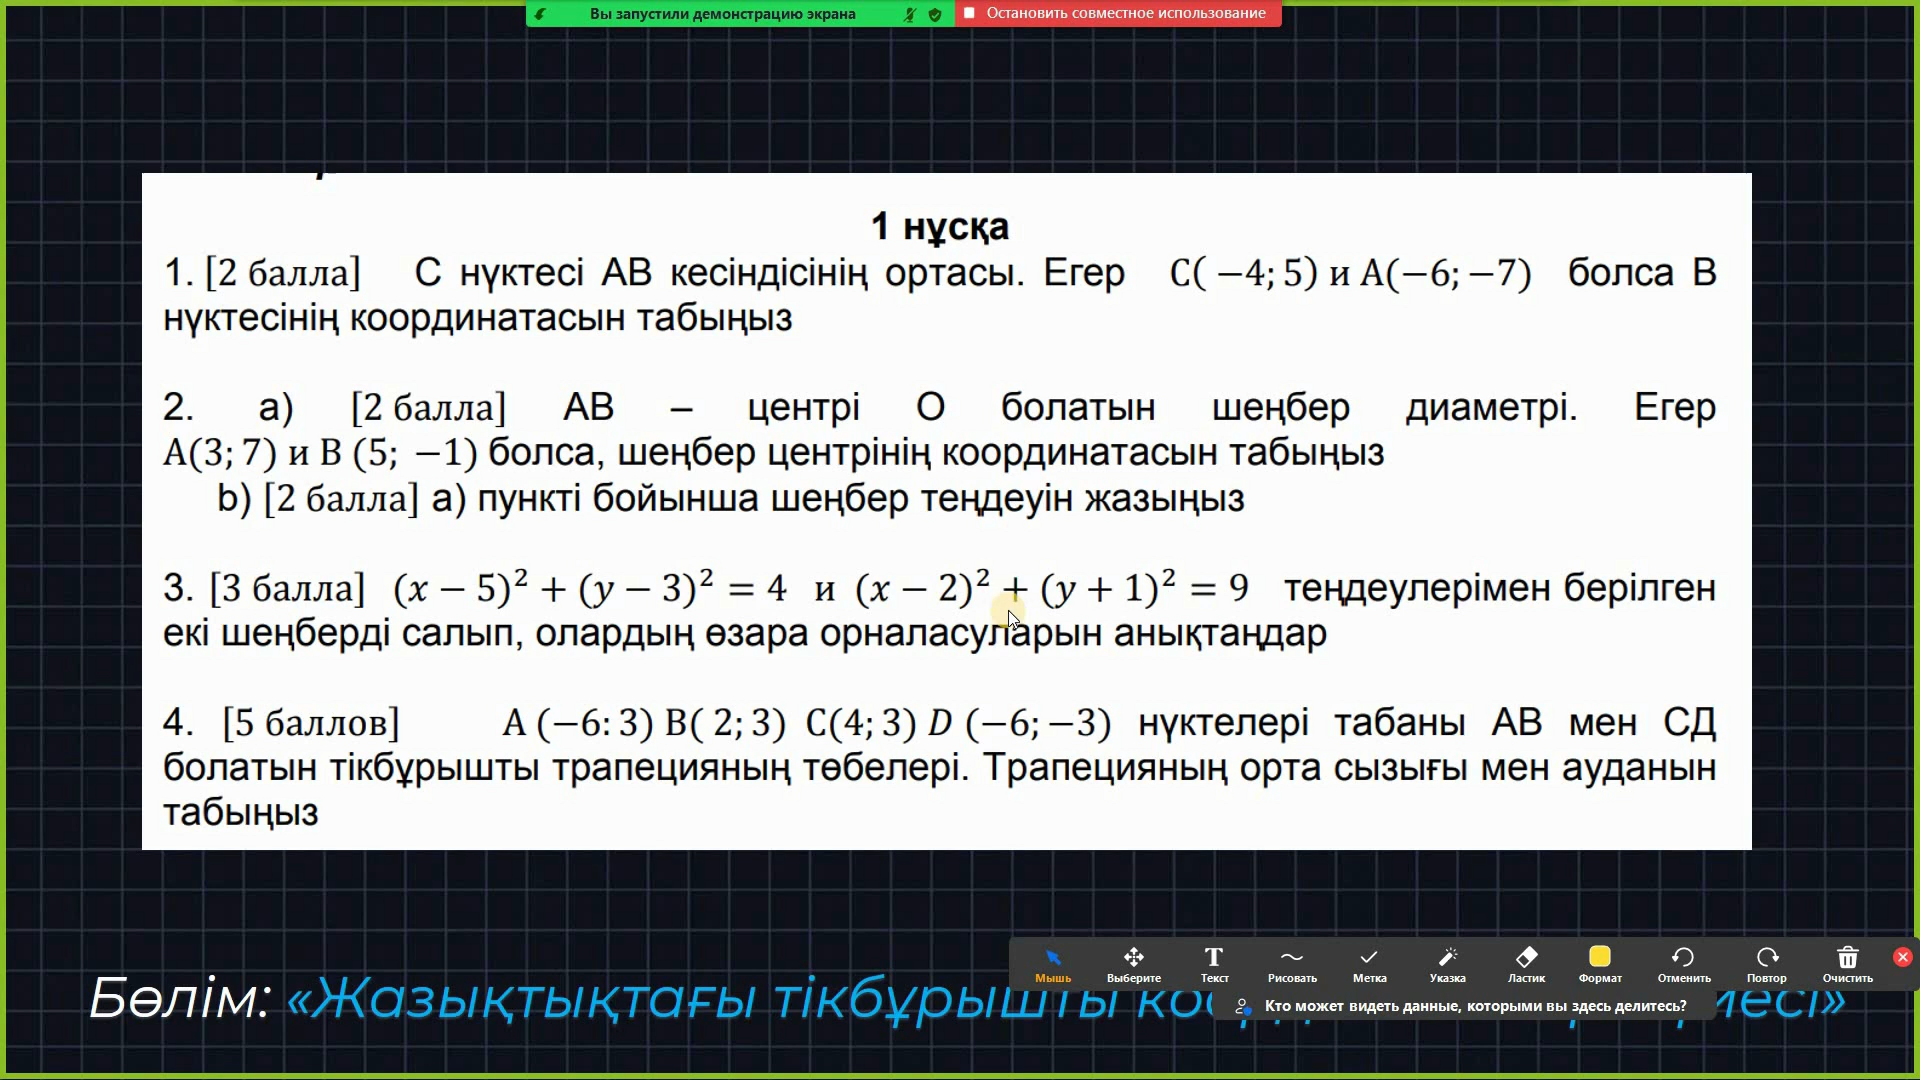 Вы запустили демонстрацию экрана
Остановить совместное использование
1 нұсқа
1. [2 балла] С нүктесі АВ кесіндісінің ортасы. Егер C( −4; 5) и A(−6; −7) болса В
нүктесінің координатасын табыңыз
2. a) [2 балла] АВ – центрі О болатын шеңбер диаметрі. Егер
A(3; 7) и B (5; −1) болса, шеңбер центрінің координатасын табыңыз
b) [2 балла] a) пункті бойынша шеңбер теңдеуін жазыңыз
3. [3 балла] (x − 5)² + (y − 3)² = 4 и (x − 2)² + (y + 1)² = 9 теңдеулерімен берілген
екі шеңберді салып, олардың өзара орналасуларын анықтаңдар
4. [5 баллов] A (−6: 3) B( 2; 3) C(4; 3) D (−6; −3) нүктелері табаны АВ мен СД
болатын тікбұрышты трапецияның төбелері. Трапецияның орта сызығы мен ауданын
табыңыз
Мышь Выберите Текст Рисовать Метка Указка Ластик Формат Отменить Повтор Очистить
Бөлім: «Жазықтықтағы тікбұрышты
Кто может видеть данные, которыми вы здесь делитесь?